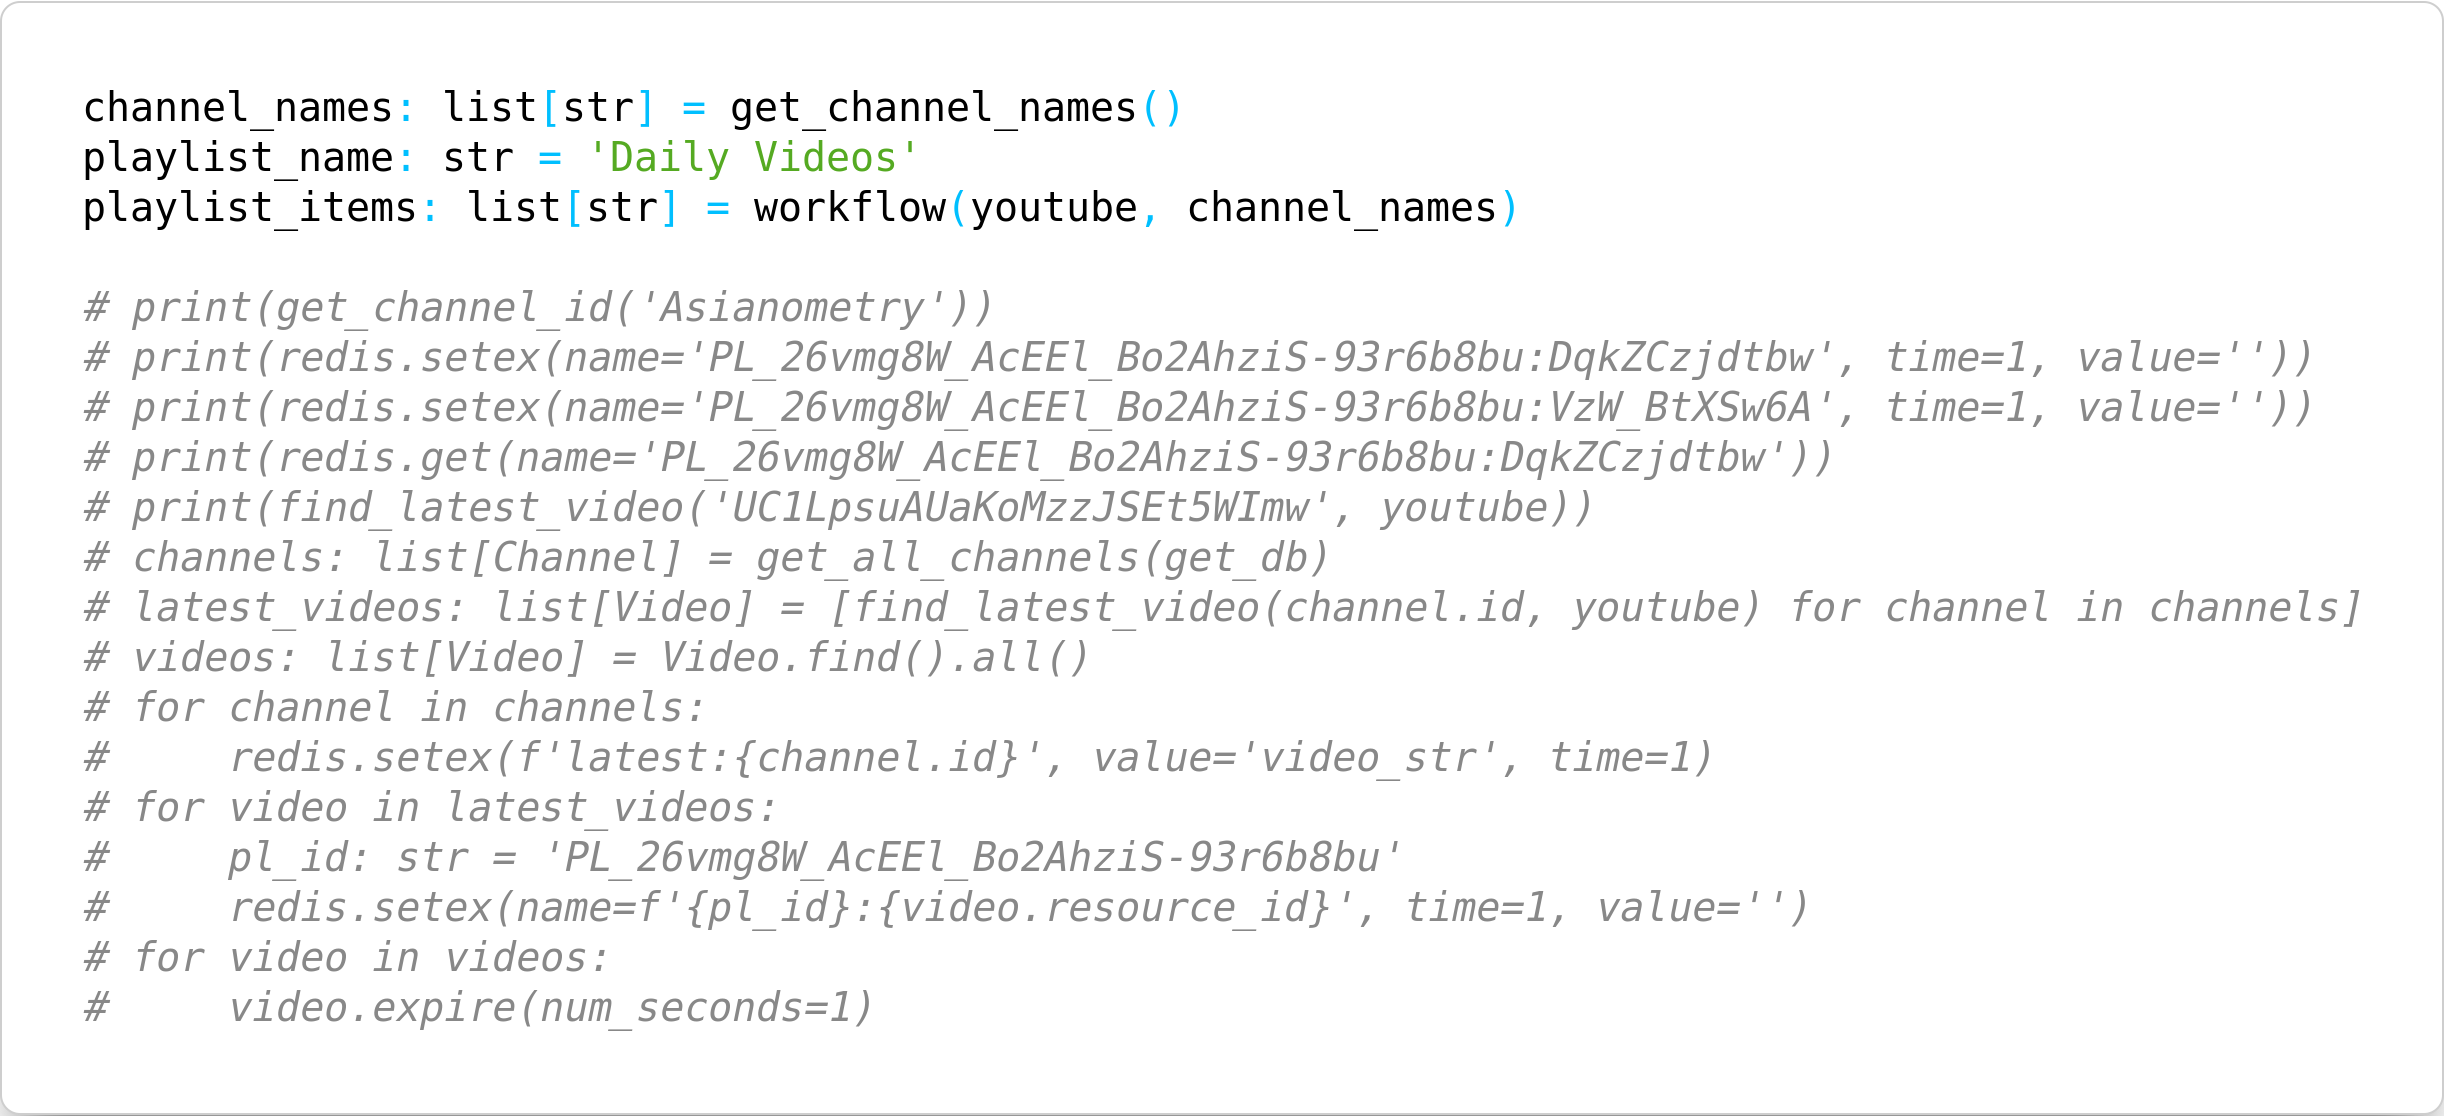 channel_names: list[str] = get_channel_names()
playlist_name: str = 'Daily Videos'
playlist_items: list[str] = workflow(youtube, channel_names)

# print(get_channel_id('Asianometry'))
# print(redis.setex(name='PL_26vmg8W_AcEEl_Bo2AhziS-93r6b8bu:DqkZCzjdtbw', time=1, value=''))
# print(redis.setex(name='PL_26vmg8W_AcEEl_Bo2AhziS-93r6b8bu:VzW_BtXSw6A', time=1, value=''))
# print(redis.get(name='PL_26vmg8W_AcEEl_Bo2AhziS-93r6b8bu:DqkZCzjdtbw'))
# print(find_latest_video('UC1LpsuAUaKoMzzJSEt5WImw', youtube))
# channels: list[Channel] = get_all_channels(get_db)
# latest_videos: list[Video] = [find_latest_video(channel.id, youtube) for channel in channels]
# videos: list[Video] = Video.find().all()
# for channel in channels:
#     redis.setex(f'latest:{channel.id}', value='video_str', time=1)
# for video in latest_videos:
#     pl_id: str = 'PL_26vmg8W_AcEEl_Bo2AhziS-93r6b8bu'
#     redis.setex(name=f'{pl_id}:{video.resource_id}', time=1, value='')
# for video in videos:
#     video.expire(num_seconds=1)